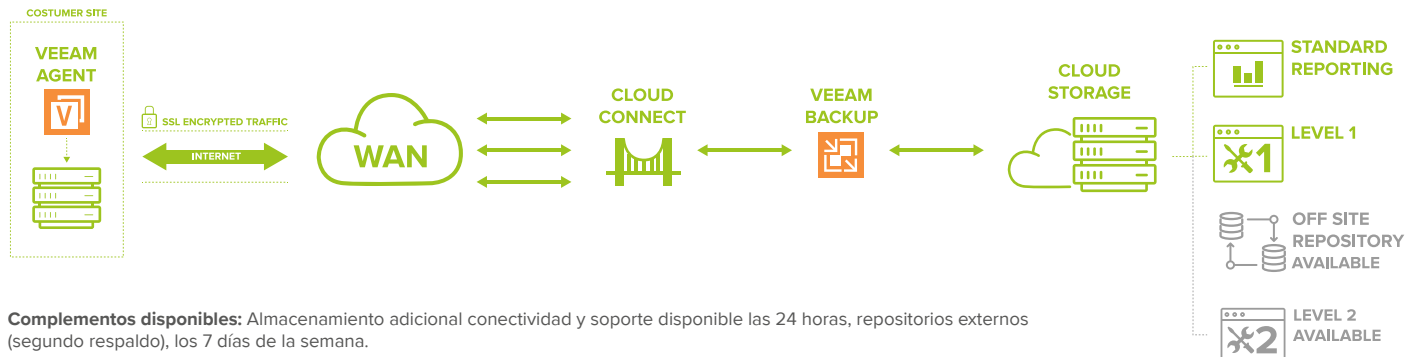 COSTUMER SITE
VEEAM
AGENT
V
SSL ENCRYPTED TRAFFIC
INTERNET
WAN
CLOUD
CONNECT
VEEAM
BACKUP
CLOUD
STORAGE
STANDARD
REPORTING
1
LEVEL 1
OFF SITE
REPOSITORY
AVAILABLE
2
LEVEL 2
AVAILABLE
Complementos disponibles: Almacenamiento adicional conectividad y soporte disponible las 24 horas, repositorios externos
(segundo respaldo), los 7 días de la semana.